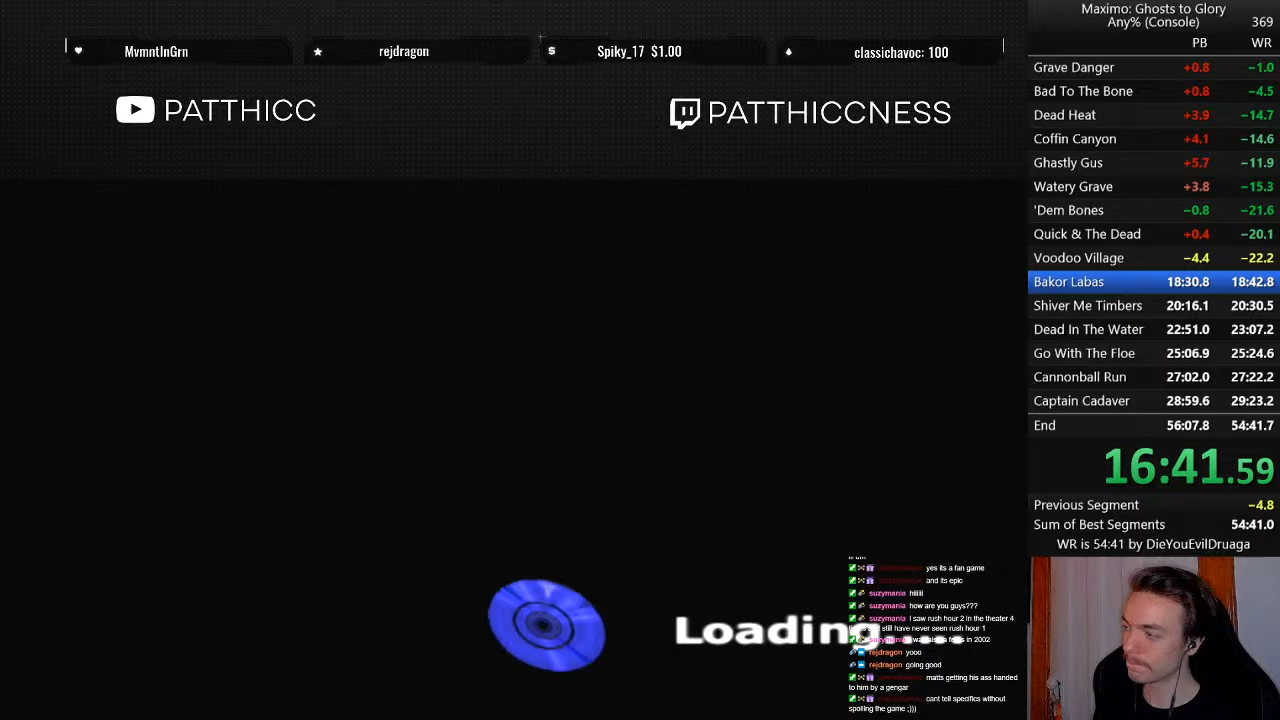 Maximo: Ghosts to Glory
Any% (Console) 369
PB WR
MvmntInGrn rejdragon Spiky_17 $1.00 classichavoc: 100
PATTHICC PATTHICCNESS
Grave Danger +0.8 −1.0
Bad To The Bone +0.8 −4.5
Dead Heat +3.9 −14.7
Coffin Canyon +4.1 −14.6
Ghastly Gus +5.7 −11.9
Watery Grave +3.8 −15.3
'Dem Bones −0.8 −21.6
Quick & The Dead +0.4 −20.1
Voodoo Village −4.4 −22.2
Bakor Labas 18:30.8 18:42.8
Shiver Me Timbers 20:16.1 20:30.5
Dead In The Water 22:51.0 23:07.2
Go With The Floe 25:06.9 25:24.6
Cannonball Run 27:02.0 27:22.2
Captain Cadaver 28:59.6 29:23.2
End 56:07.8 54:41.7
16:41.59
Previous Segment −4.8
Sum of Best Segments 54:41.0
WR is 54:41 by DieYouEvilDruaga
Loading...
yes its a fan game
and its epic
suzymania hiiiiii
suzymania how are you guys???
suzymania I saw rush hour 2 in the theater 4
still have never seen rush hour 1
suzymania in 2002
rejdragon yooo
rejdragon going good
matts getting his ass handed
to him by a gengar
cant tell specifics without
spoiling the game ;)))